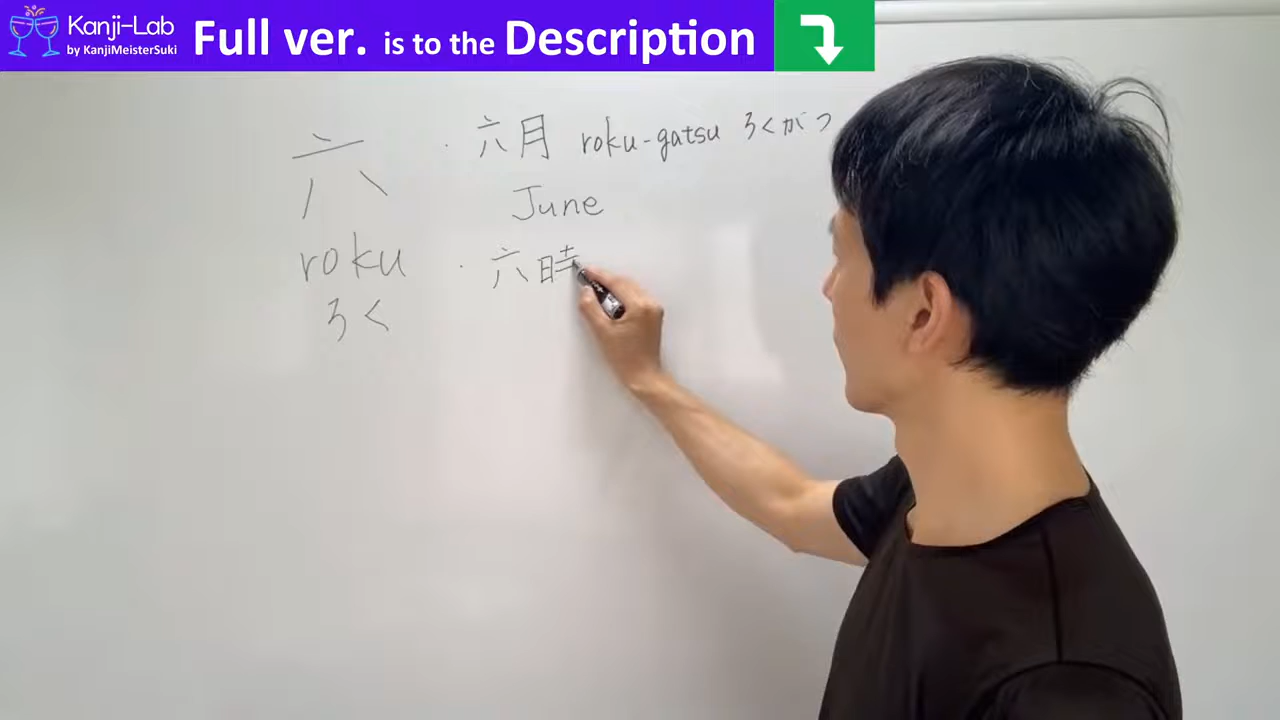 Kanji-Lab
by KanjiMeisterSuki
Full ver. is to the Description
六
roku
ろく
・六月 roku-gatsu ろくがつ
June
・六時